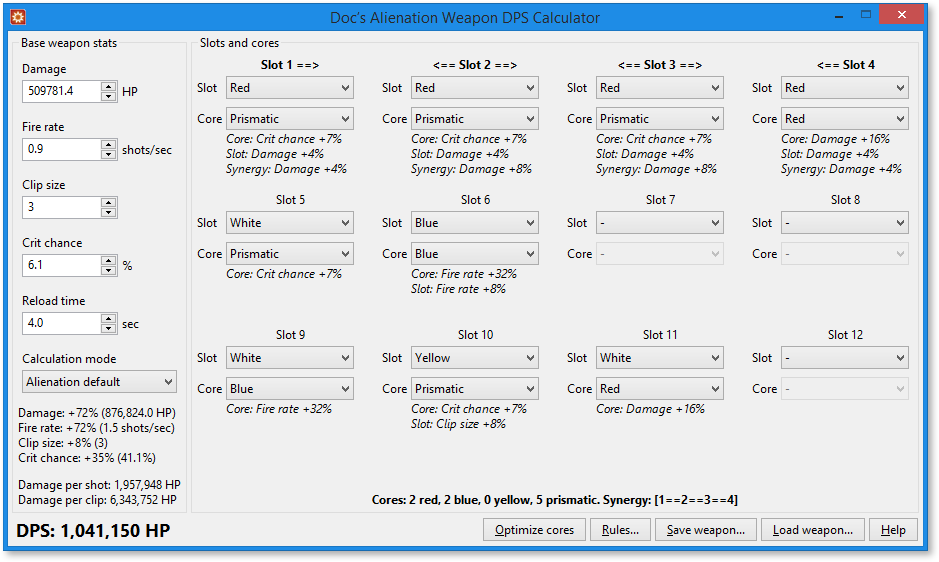 Doc's Alienation Weapon DPS Calculator
Base weapon stats
Damage
509781.4 HP
Fire rate
0.9 shots/sec
Clip size
3
Crit chance
6.1 %
Reload time
4.0 sec
Calculation mode
Alienation default
Damage: +72% (876,824.0 HP)
Fire rate: +72% (1.5 shots/sec)
Clip size: +8% (3)
Crit chance: +35% (41.1%)
Damage per shot: 1,957,948 HP
Damage per clip: 6,343,752 HP
DPS: 1,041,150 HP
Slots and cores
Slot 1 ==>
Slot Red
Core Prismatic
Core: Crit chance +7%
Slot: Damage +4%
Synergy: Damage +4%
<== Slot 2 ==>
Slot Red
Core Prismatic
Core: Crit chance +7%
Slot: Damage +4%
Synergy: Damage +8%
<== Slot 3 ==>
Slot Red
Core Prismatic
Core: Crit chance +7%
Slot: Damage +4%
Synergy: Damage +8%
<== Slot 4
Slot Red
Core Red
Core: Damage +16%
Slot: Damage +4%
Synergy: Damage +4%
Slot 5
Slot White
Core Prismatic
Core: Crit chance +7%
Slot 6
Slot Blue
Core Blue
Core: Fire rate +32%
Slot: Fire rate +8%
Slot 7
Slot -
Core -
Slot 8
Slot -
Core -
Slot 9
Slot White
Core Blue
Core: Fire rate +32%
Slot 10
Slot Yellow
Core Prismatic
Core: Crit chance +7%
Slot: Clip size +8%
Slot 11
Slot White
Core Red
Core: Damage +16%
Slot 12
Slot -
Core -
Cores: 2 red, 2 blue, 0 yellow, 5 prismatic. Synergy: [1==2==3==4]
Optimize cores
Rules...
Save weapon...
Load weapon...
Help